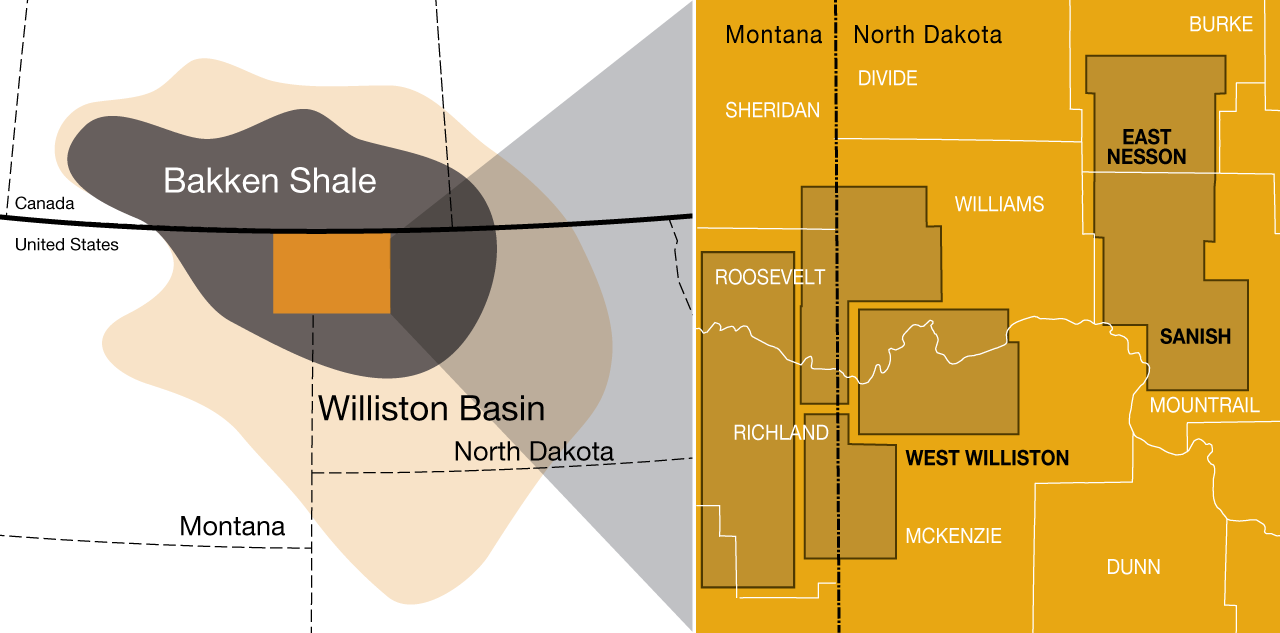 Bakken Shale
Canada
United States
Williston Basin
North Dakota
Montana
Montana
North Dakota
BURKE
DIVIDE
SHERIDAN
EAST
NESSON
WILLIAMS
ROOSEVELT
SANISH
MOUNTRAIL
RICHLAND
WEST WILLISTON
MCKENZIE
DUNN